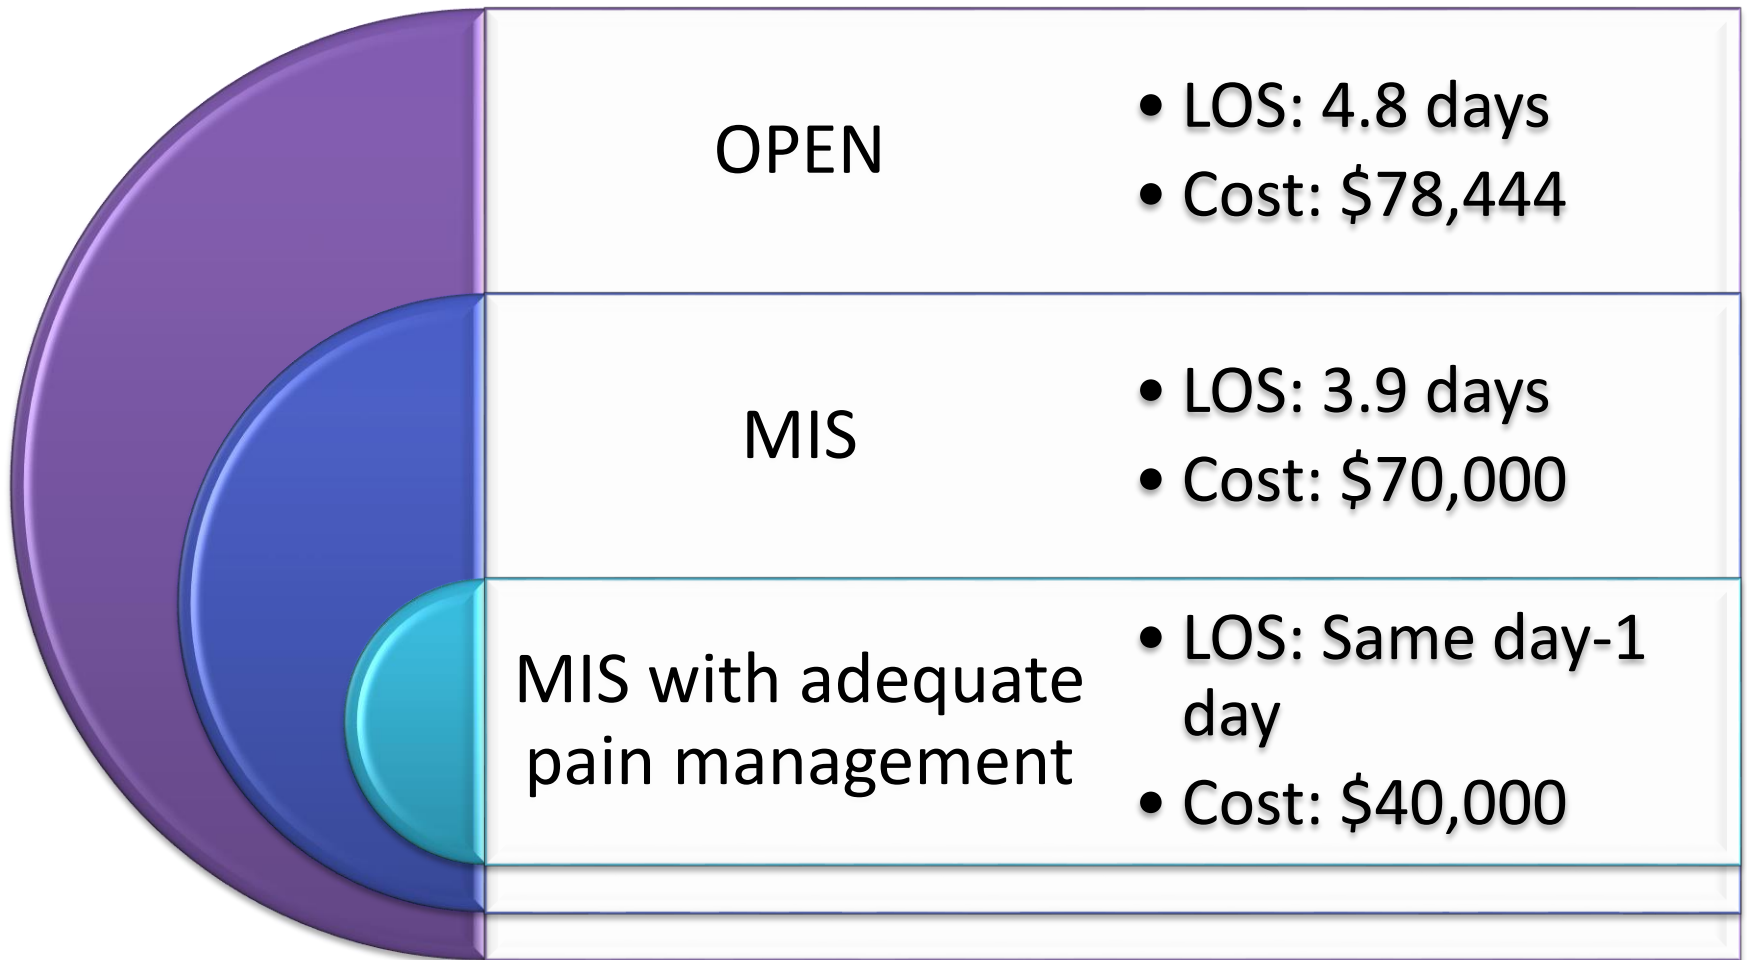 OPEN
• LOS: 4.8 days
• Cost: $78,444
MIS
• LOS: 3.9 days
• Cost: $70,000
MIS with adequate
pain management
• LOS: Same day-1
day
• Cost: $40,000